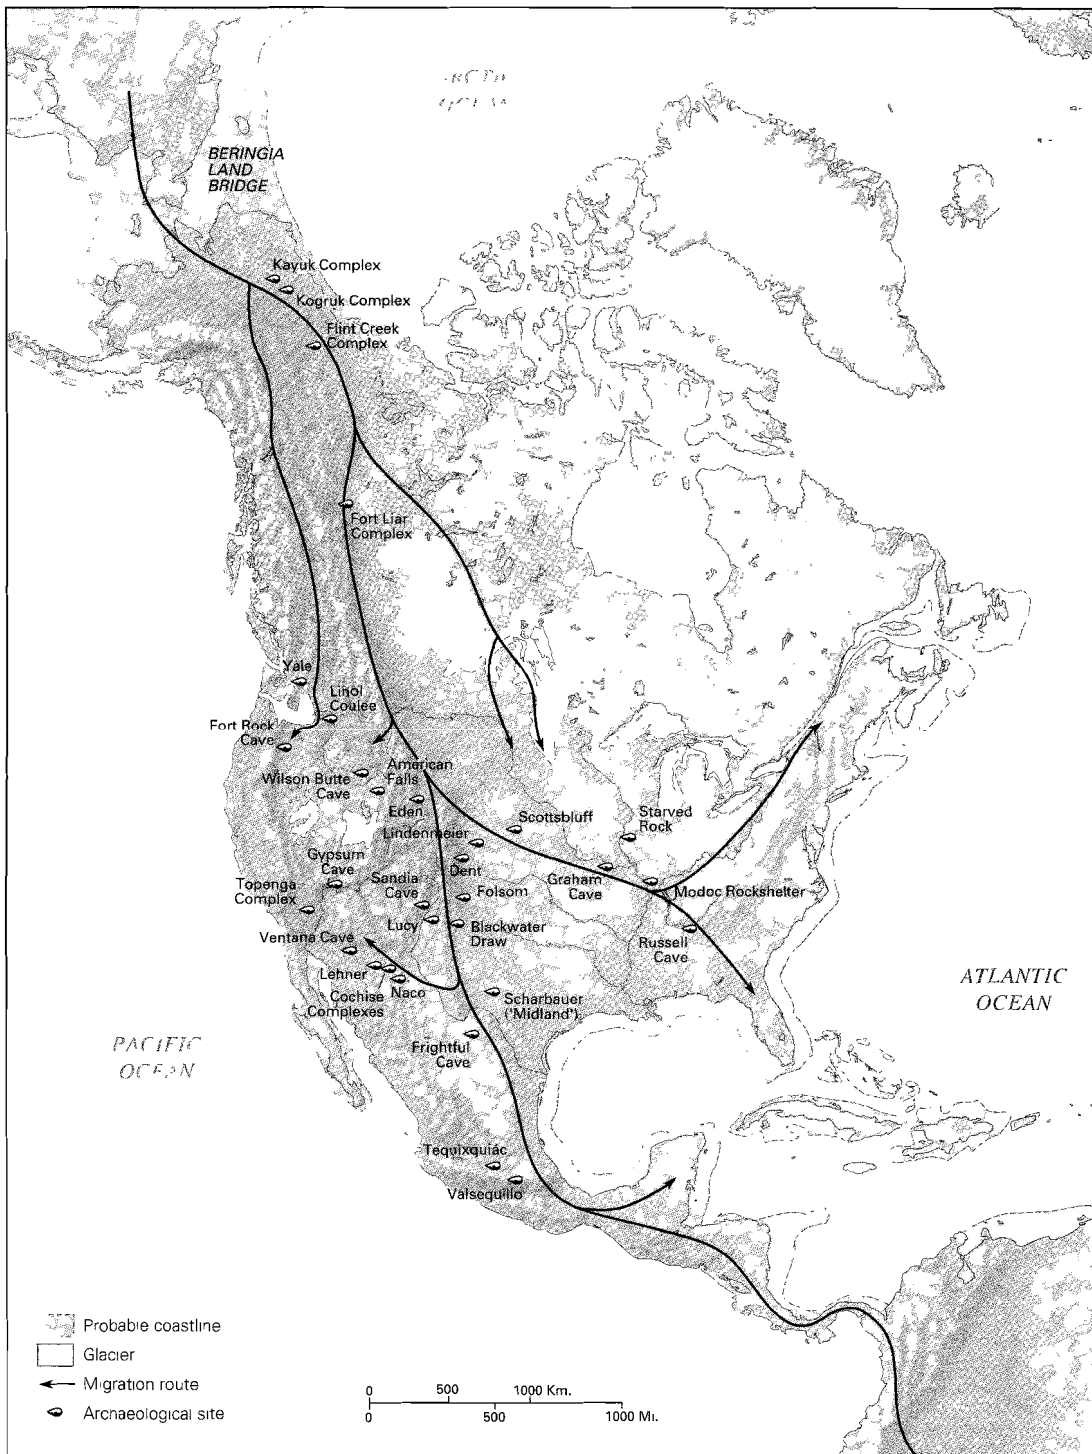 BERINGIA
LAND
BRIDGE
Kayuk Complex
Kogruk Complex
Flint Creek
Complex
Fort Liar
Complex
Yale
Linol
Coulee
Fort Rock
Cave
American
Falls
Wilson Butte
Cave
Eden
Lindenmeier
Scottsbluff
Starved
Rock
Gypsum
Cave
Dent
Sandia
Cave
Folsom
Graham
Cave
Modoc Rockshelter
Topenga
Complex
Lucy
Blackwater
Draw
Russell
Cave
Ventana Cave
Lehner
Naco
Cochise
Complexes
Scharbauer
('Midland')
Frightful
Cave
ATLANTIC
OCEAN
PACIFIC
OCEAN
Tequixquiác
Valsequillo
Probable coastline
Glacier
Migration route
Archaeological site
0 500 1000 Km.
0 500 1000 Mi.